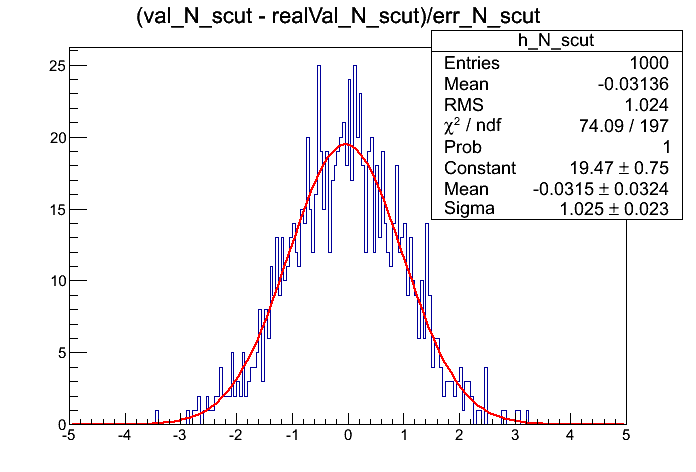 (val_N_scut - realVal_N_scut)/err_N_scut
h_N_scut
Entries 1000
Mean -0.03136
RMS 1.024
χ² / ndf 74.09 / 197
Prob 1
Constant 19.47 ± 0.75
Mean -0.0315 ± 0.0324
Sigma 1.025 ± 0.023
25
20
15
10
5
0
-5 -4 -3 -2 -1 0 1 2 3 4 5